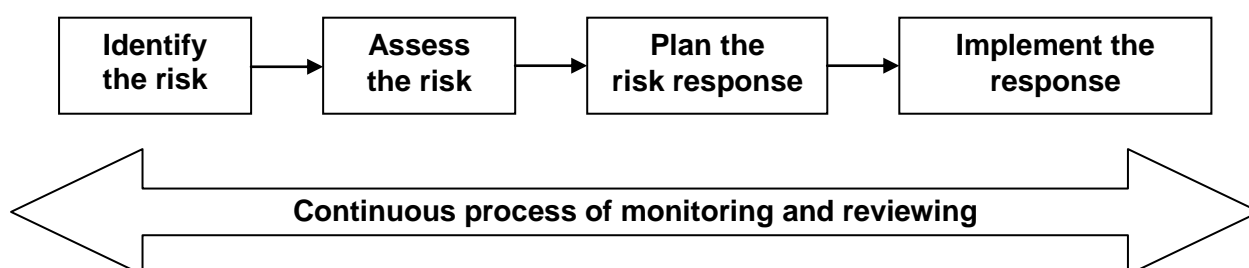 Identify
the risk
Assess
the risk
Plan the
risk response
Implement the
response
Continuous process of monitoring and reviewing